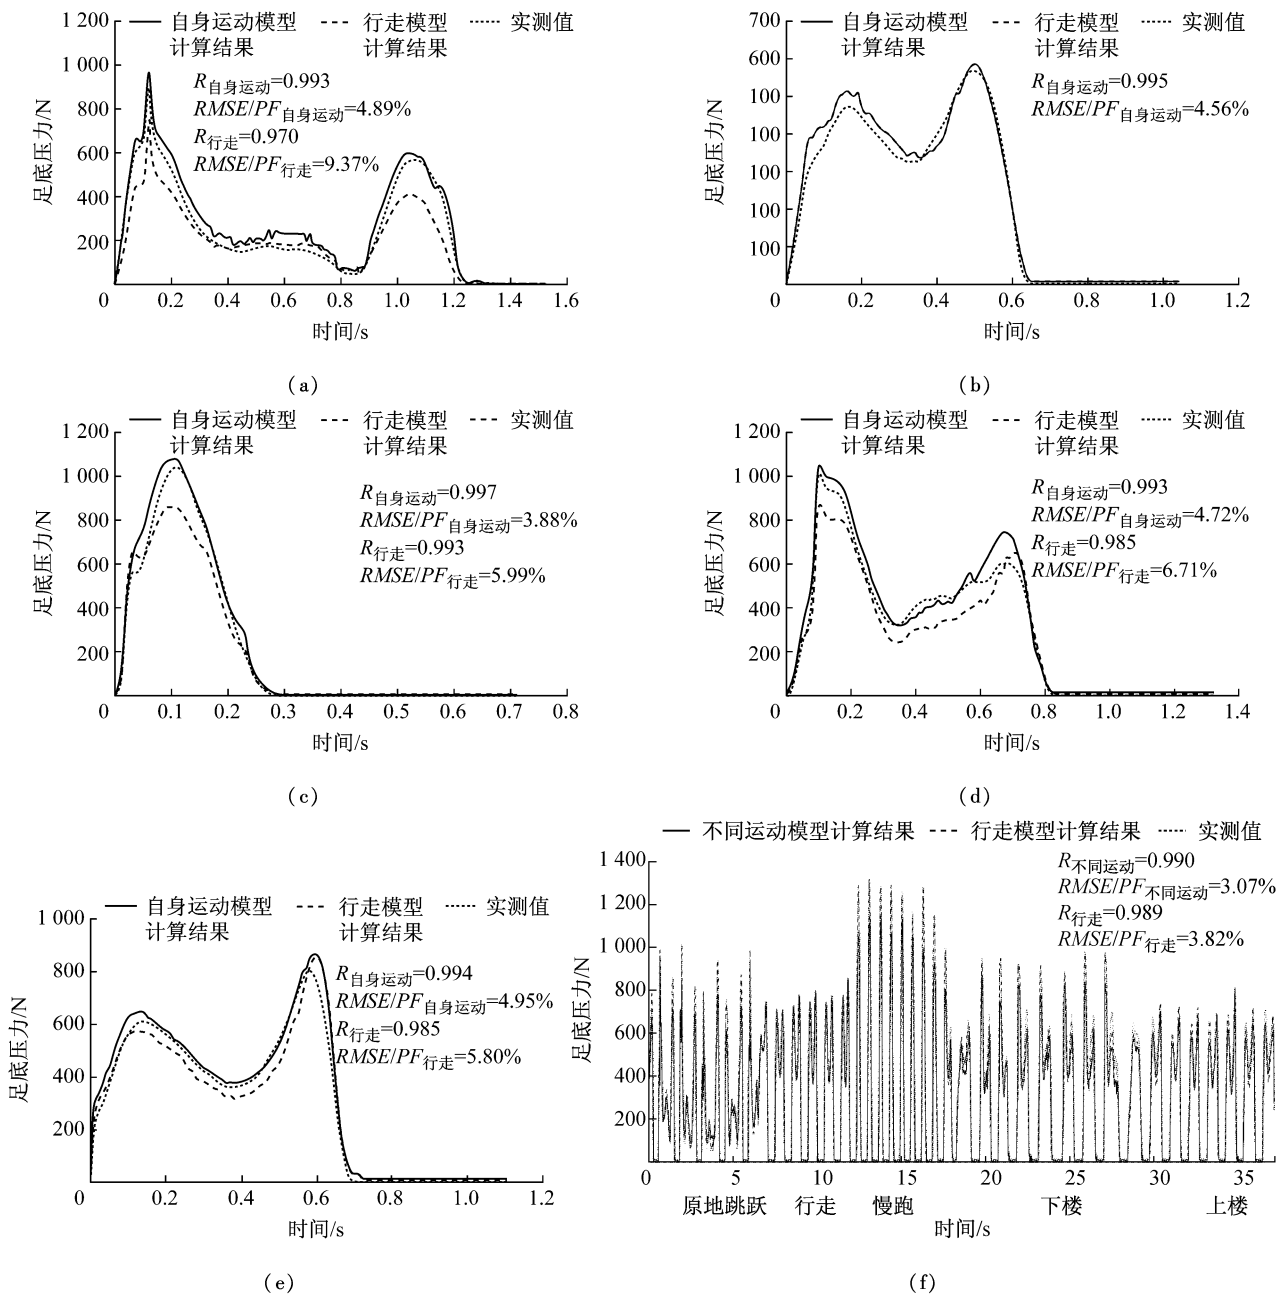 自身运动模型 行走模型 实测值
计算结果 计算结果
R自身运动=0.993
RMSE/PF自身运动=4.89%
R行走=0.970
RMSE/PF行走=9.37%
足底压力/N
1 200
1 000
800
600
400
200
0 0.2 0.4 0.6 0.8 1.0 1.2 1.4 1.6
时间/s
(a)
自身运动模型 行走模型 实测值
计算结果 计算结果
R自身运动=0.995
RMSE/PF自身运动=4.56%
足底压力/N
700
600
100
100
100
100
100
0 0.2 0.4 0.6 0.8 1.0 1.2
时间/s
(b)
自身运动模型 行走模型 实测值
计算结果 计算结果
R自身运动=0.997
RMSE/PF自身运动=3.88%
R行走=0.993
RMSE/PF行走=5.99%
足底压力/N
1 200
1 000
800
600
400
200
0 0.1 0.2 0.3 0.4 0.5 0.6 0.7 0.8
时间/s
(c)
自身运动模型 行走模型 实测值
计算结果 计算结果
R自身运动=0.993
RMSE/PF自身运动=4.72%
R行走=0.985
RMSE/PF行走=6.71%
足底压力/N
1 200
1 000
800
600
400
200
0 0.2 0.4 0.6 0.8 1.0 1.2 1.4
时间/s
(d)
自身运动模型 行走模型 实测值
计算结果 计算结果
R自身运动=0.994
RMSE/PF自身运动=4.95%
R行走=0.985
RMSE/PF行走=5.80%
足底压力/N
1 000
800
600
400
200
0 0.2 0.4 0.6 0.8 1.0 1.2
时间/s
(e)
不同运动模型计算结果 行走模型计算结果 实测值
R不同运动=0.990
RMSE/PF不同运动=3.07%
R行走=0.989
RMSE/PF行走=3.82%
足底压力/N
1 400
1 200
1 000
800
600
400
200
0 5 10 15 20 25 30 35
原地跳跃 行走 慢跑 下楼 上楼
时间/s
(f)